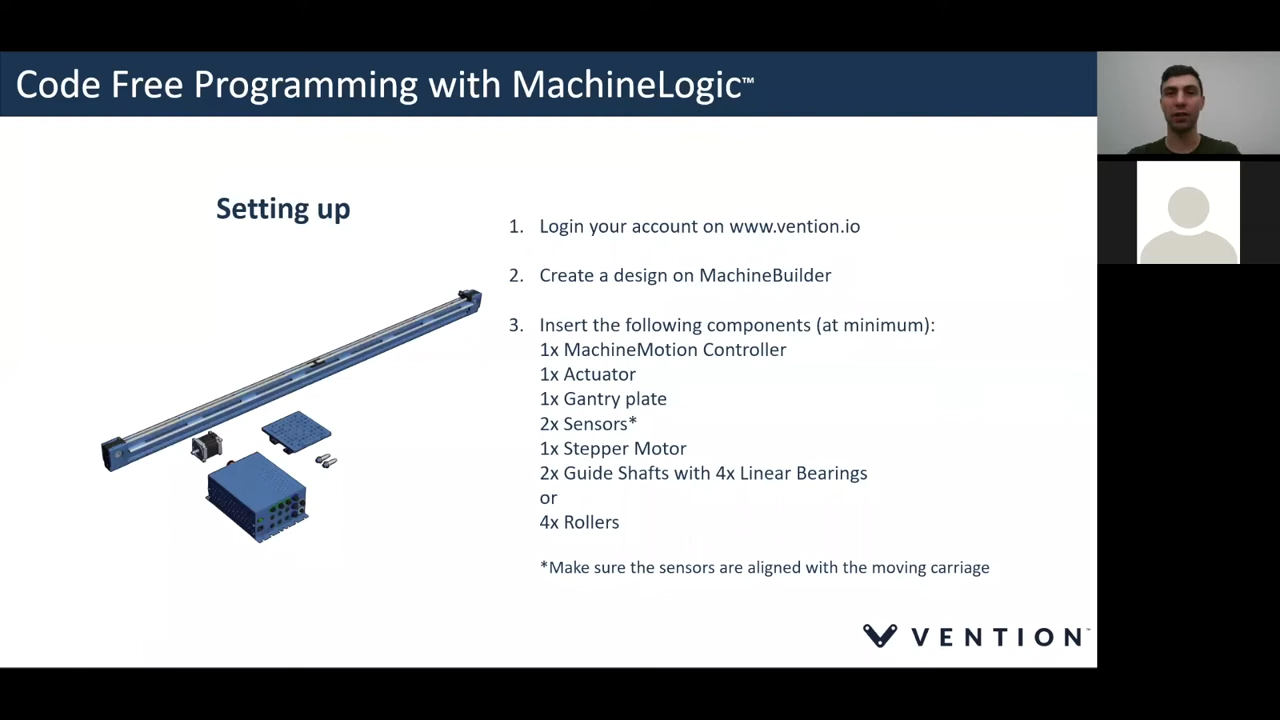 Code Free Programming with MachineLogic™
Setting up
1. Login your account on www.vention.io
2. Create a design on MachineBuilder
3. Insert the following components (at minimum):
1x MachineMotion Controller
1x Actuator
1x Gantry plate
2x Sensors*
1x Stepper Motor
2x Guide Shafts with 4x Linear Bearings
or
4x Rollers
*Make sure the sensors are aligned with the moving carriage
VENTION™